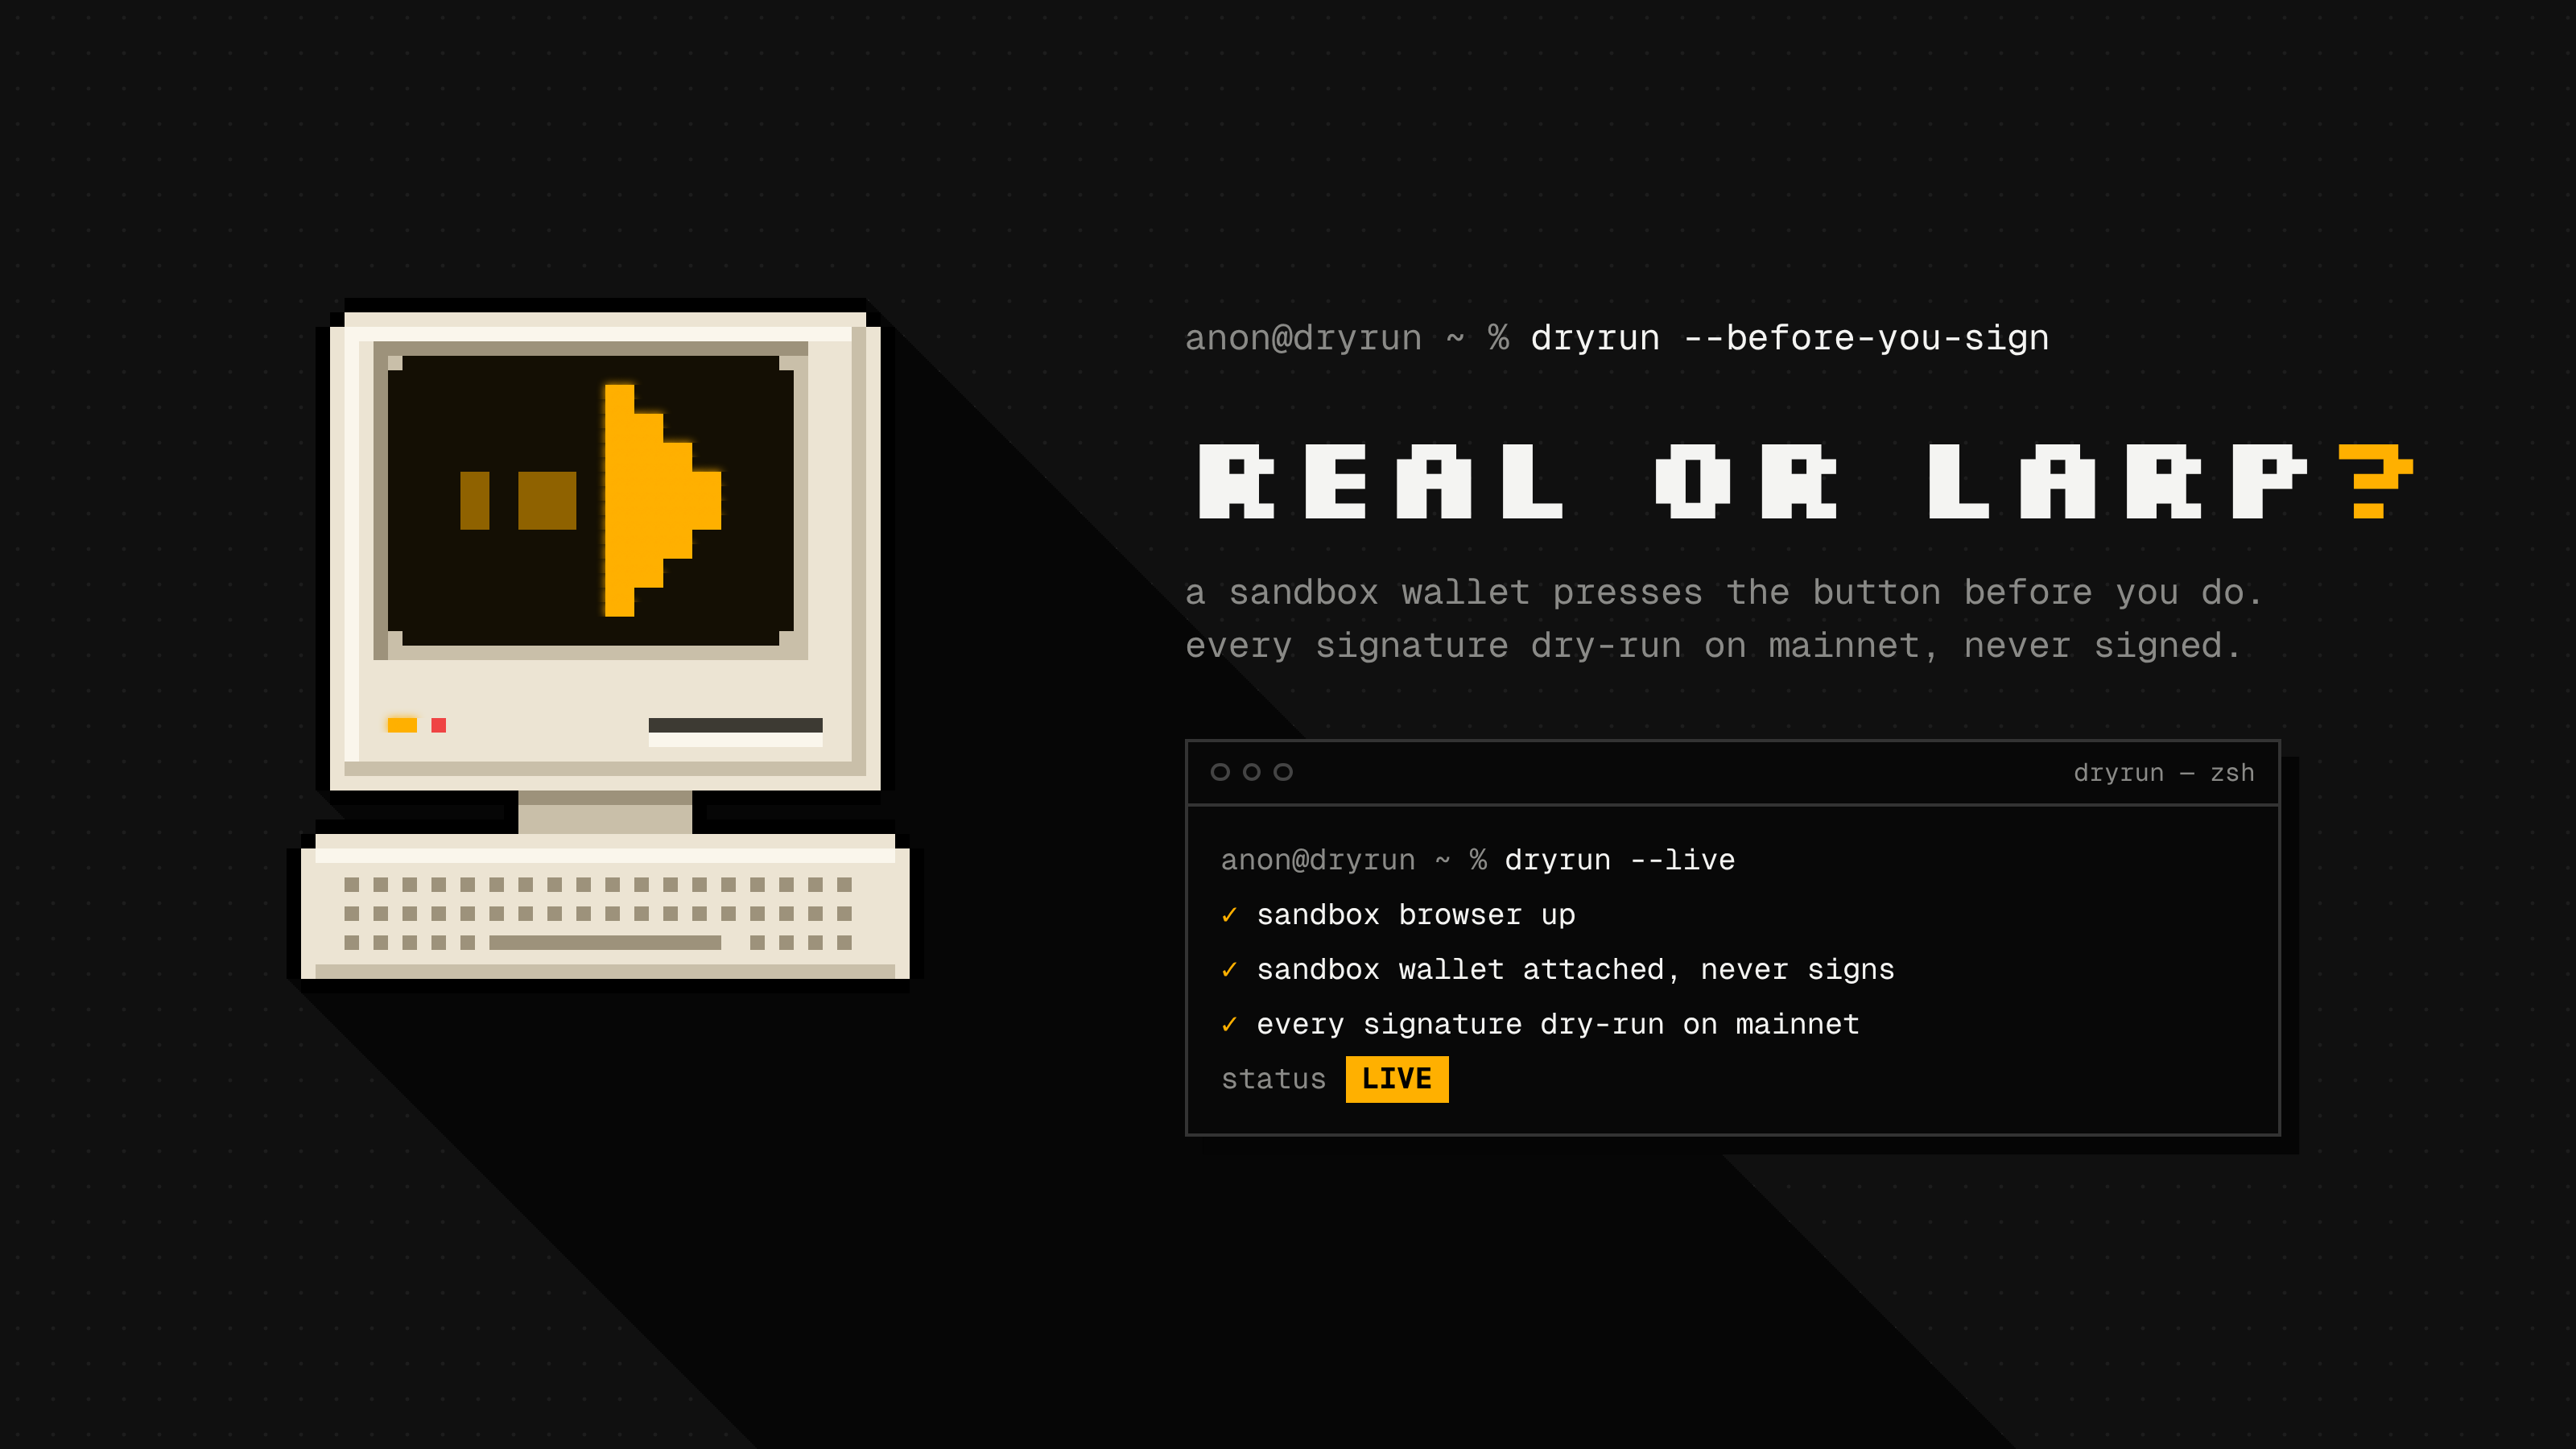 anon@dryrun ~ % dryrun --before-you-sign
REAL OR LARP?
a sandbox wallet presses the button before you do.
every signature dry-run on mainnet, never signed.
dryrun — zsh
anon@dryrun ~ % dryrun --live
✓ sandbox browser up
✓ sandbox wallet attached, never signs
✓ every signature dry-run on mainnet
status LIVE